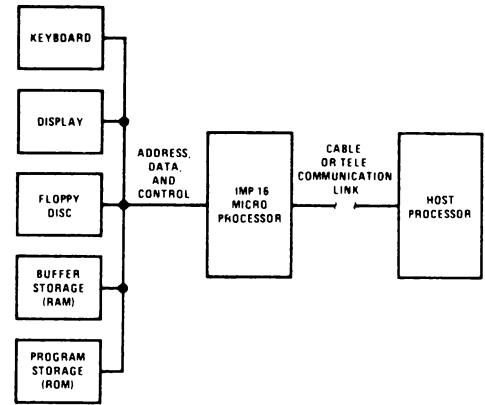 KEYBOARD
DISPLAY
FLOPPY
DISC
BUFFER
STORAGE
(RAM)
PROGRAM
STORAGE
(ROM)
ADDRESS,
DATA,
AND
CONTROL
IMP 16
MICRO
PROCESSOR
CABLE
OR TELE
COMMUNICATION
LINK
HOST
PROCESSOR